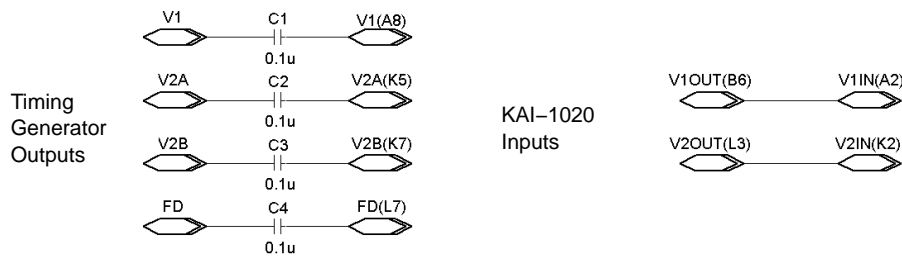 V1 C1 V1(A8)
0.1u
V2A C2 V2A(K5)
0.1u
V2B C3 V2B(K7)
0.1u
FD C4 FD(L7)
0.1u
Timing
Generator
Outputs
KAI−1020
Inputs
V1OUT(B6) V1IN(A2)
V2OUT(L3) V2IN(K2)